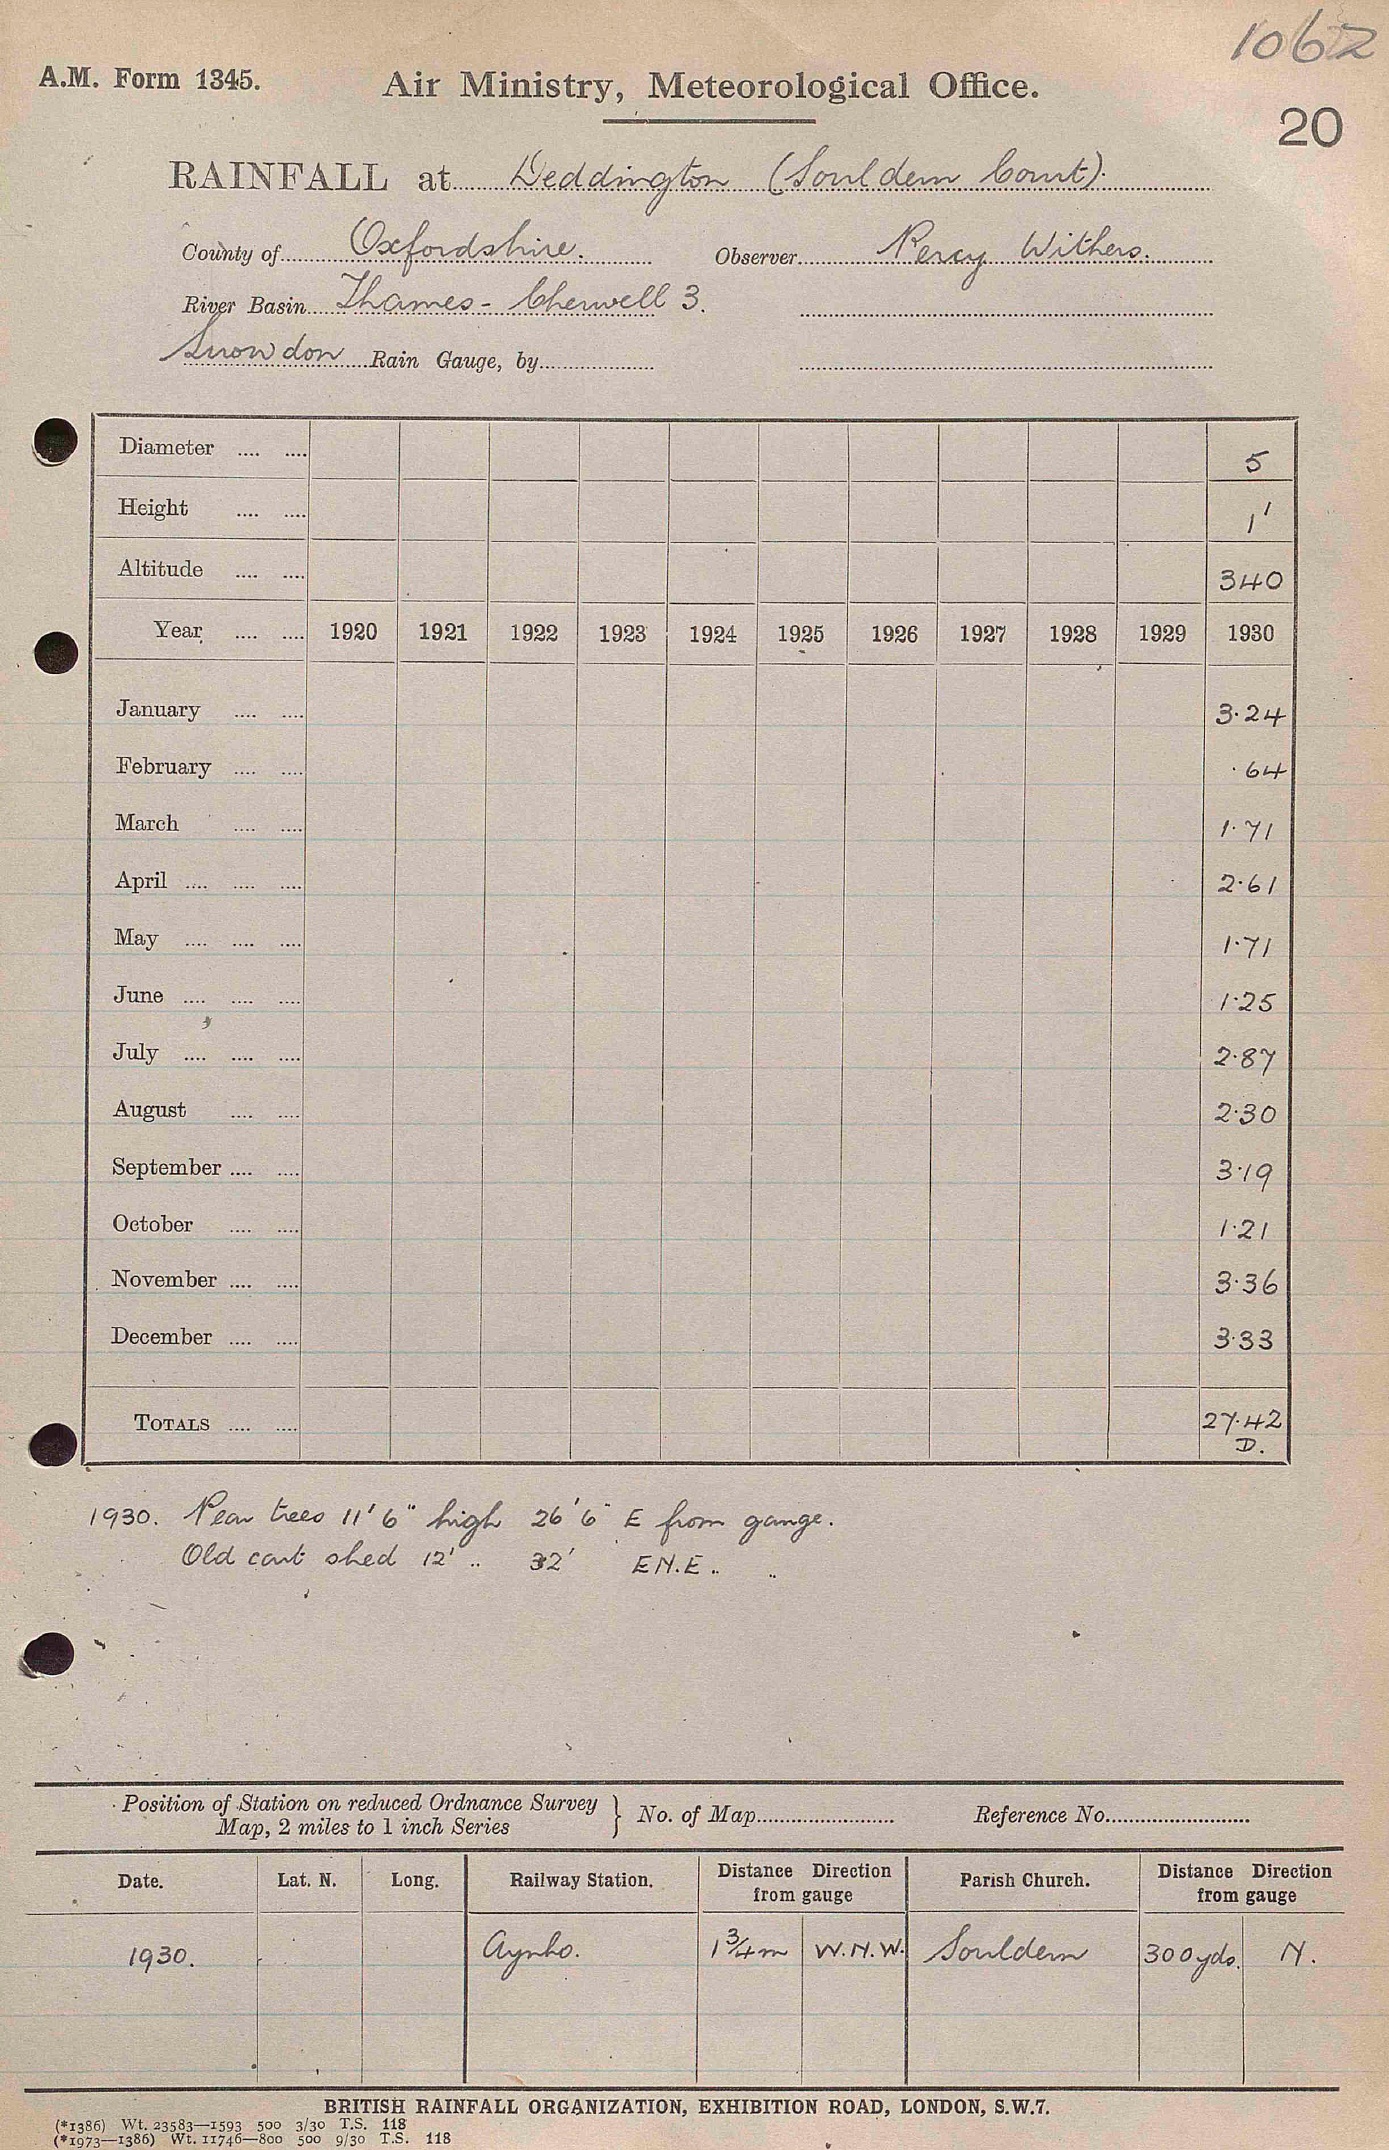 1062
A.M. Form 1345.
Air Ministry, Meteorological Office.
20
RAINFALL at Deddington (Souldern Court).
County of Oxfordshire. Observer Percy Withers.
River Basin Thames - Cherwell 3.
Snowdon Rain Gauge, by
Diameter .... .... 5
Height .... .... 1'
Altitude .... .... 340
Year .... .... 1920 1921 1922 1923 1924 1925 1926 1927 1928 1929 1930
January .... .... 3.24
February .... .... .64
March .... .... 1.71
April .... .... .... 2.61
May .... .... .... 1.71
June .... .... .... 1.25
July .... .... .... 2.87
August .... .... 2.30
September .... .... 3.19
October .... .... 1.21
November .... .... 3.36
December .... .... 3.33
TOTALS .... .... 27.42
D.
1930. Pear trees 11' 6" high 26' 6" E from gauge.
Old cart shed 12' " 32' E.N.E. " "
Position of Station on reduced Ordnance Survey
Map, 2 miles to 1 inch Series } No. of Map Reference No.
Date. Lat. N. Long. Railway Station. Distance Direction from gauge Parish Church. Distance Direction from gauge
1930. Aynho. 1 3/4 m W.N.W. Souldern 300 yds. N.
BRITISH RAINFALL ORGANIZATION, EXHIBITION ROAD, LONDON, S.W.7.
(*1386) Wt. 23583—1593 500 3/30 T.S. 118
(*1973—1386) Wt. 11746—800 500 9/30 T.S. 118